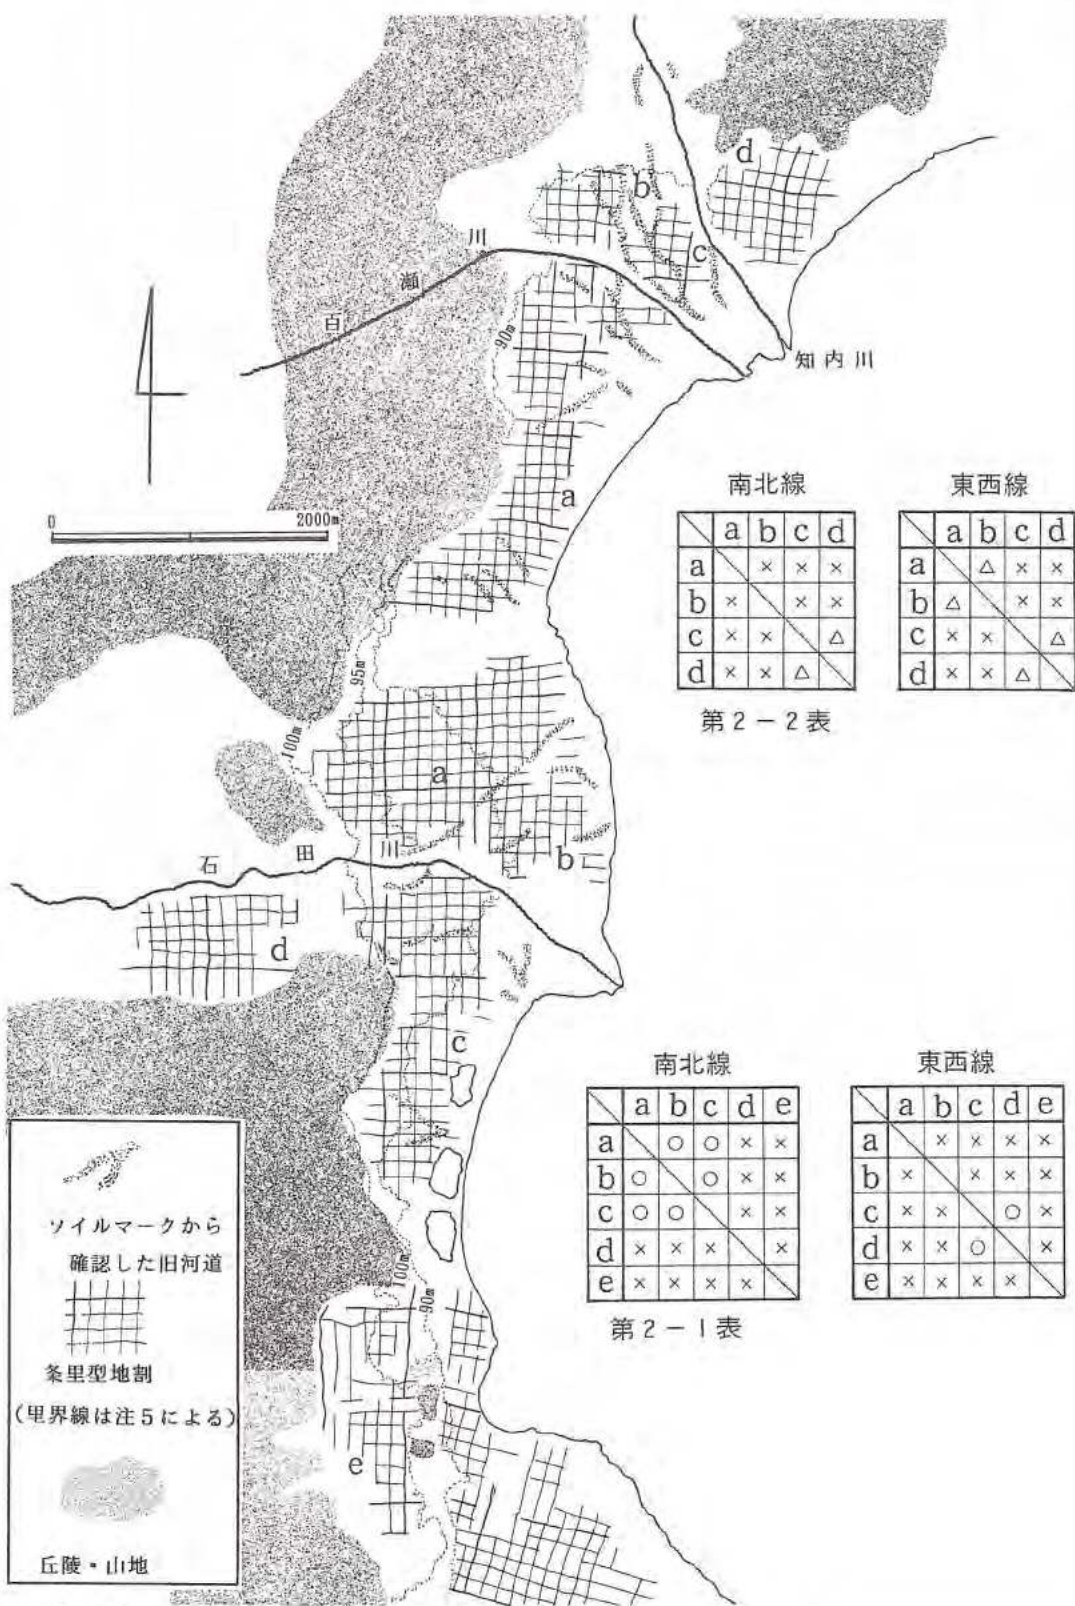 d
b
川
c
瀬
90m
百
知内川
0 2000m
a
南北線
a b c d
a × × ×
b × × ×
c × × △
d × × △
東西線
a b c d
a △ × ×
b △ × ×
c × × △
d × × △
第2-2表
95m
100m
a
石田川
b
d
c
南北線
a b c d e
a ○ ○ × ×
b ○ ○ × ×
c ○ ○ × ×
d × × × ×
e × × × ×
東西線
a b c d e
a × × × ×
b × × × ×
c × × ○ ×
d × × ○ ×
e × × × ×
第2-1表
100m
90m
e
ソイルマークから
確認した旧河道
条里型地割
(里界線は注5による)
丘陵・山地